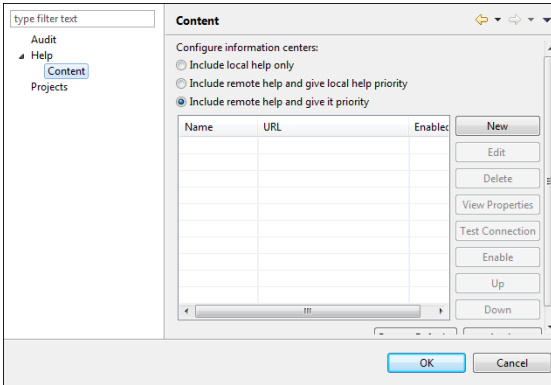 type filter text
Audit
Help
Content
Projects
Content
Configure information centers:
Include local help only
Include remote help and give local help priority
Include remote help and give it priority
Name URL Enabled
New
Edit
Delete
View Properties
Test Connection
Enable
Up
Down
OK Cancel